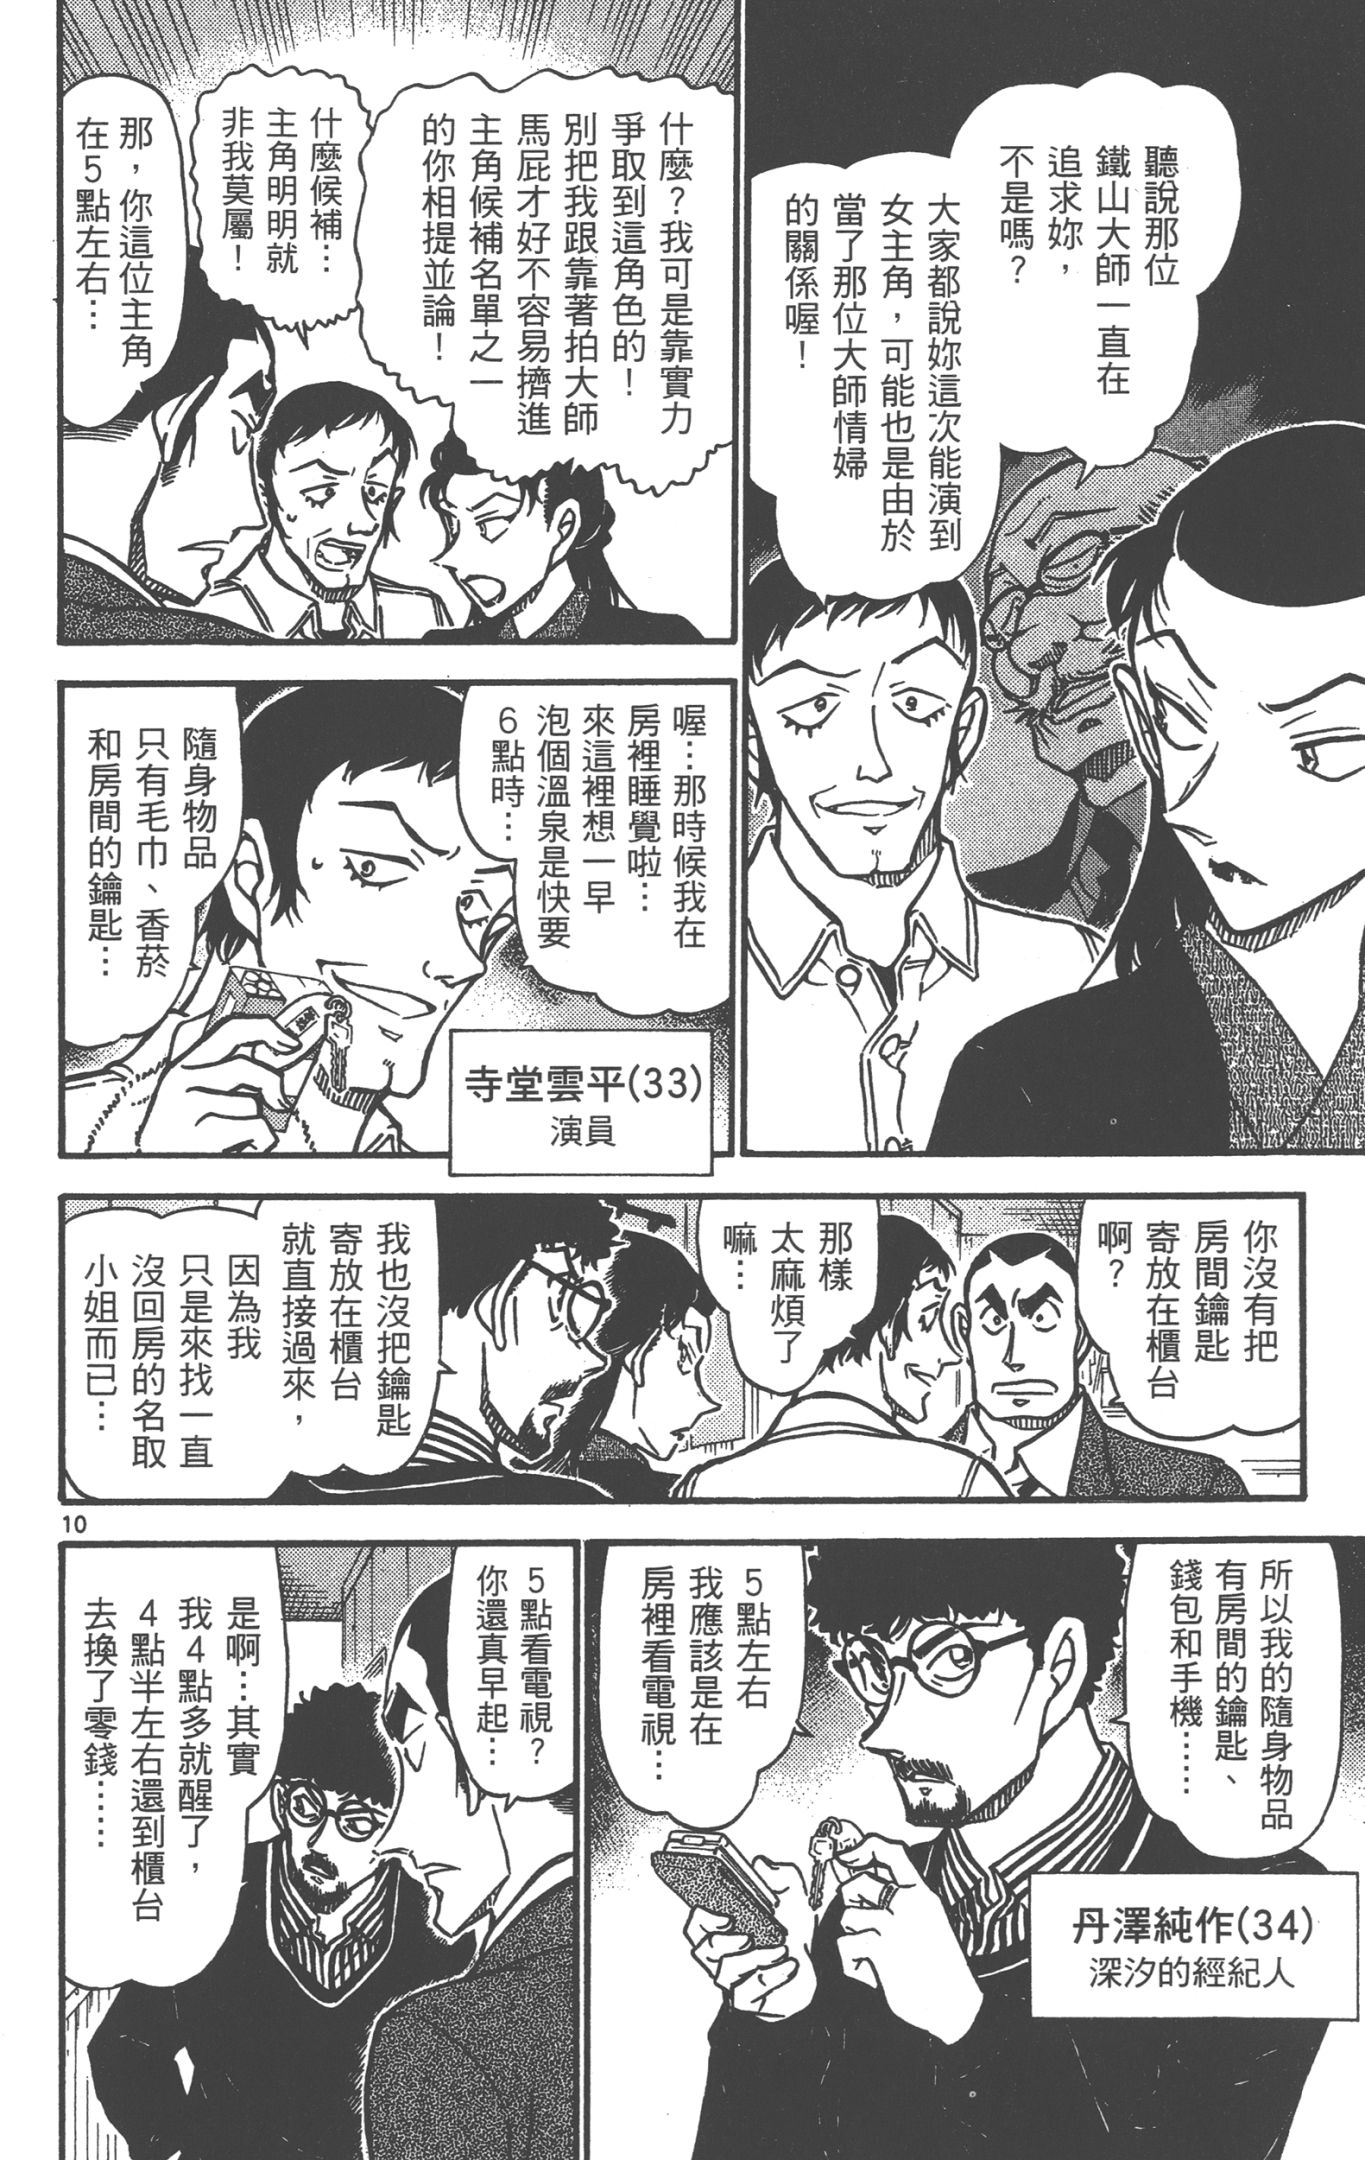 聽說那位
鐵山大師一直在
追求妳，
不是嗎？
大家都說妳這次能演到
女主角，可能也是由於
當了那位大師情婦
的關係喔！
什麼？我可是靠實力
爭取到這角色的！
別把我跟靠著拍大師
馬屁才好不容易擠進
主角候補名單之一
的你相提並論！
什麼候補…
主角明明就
非我莫屬！
那，你這位主角
在5點左右…
喔…那時候我在
房裡睡覺啦…
來這裡想一早
泡個溫泉是快要
6點時…
隨身物品
只有毛巾、香菸
和房間的鑰匙…
寺堂雲平(33)
演員
你沒有把
房間鑰匙
寄放在櫃台
啊？
那樣
太麻煩了
嘛…
我也沒把鑰匙
寄放在櫃台
就直接過來，
因為我
只是來找一直
沒回房的名取
小姐而已…
10
所以我的隨身物品
有房間的鑰匙、
錢包和手機……
5點左右
我應該是在
房裡看電視…
丹澤純作(34)
深汐的經紀人
5點看電視？
你還真早起…
是啊…其實
我4點多就醒了，
4點半左右還到櫃台
去換了零錢……